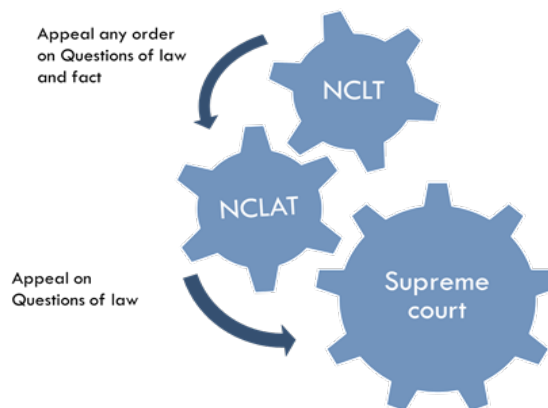 Appeal any order
on Questions of law
and fact
NCLT
NCLAT
Appeal on
Questions of law
Supreme
court